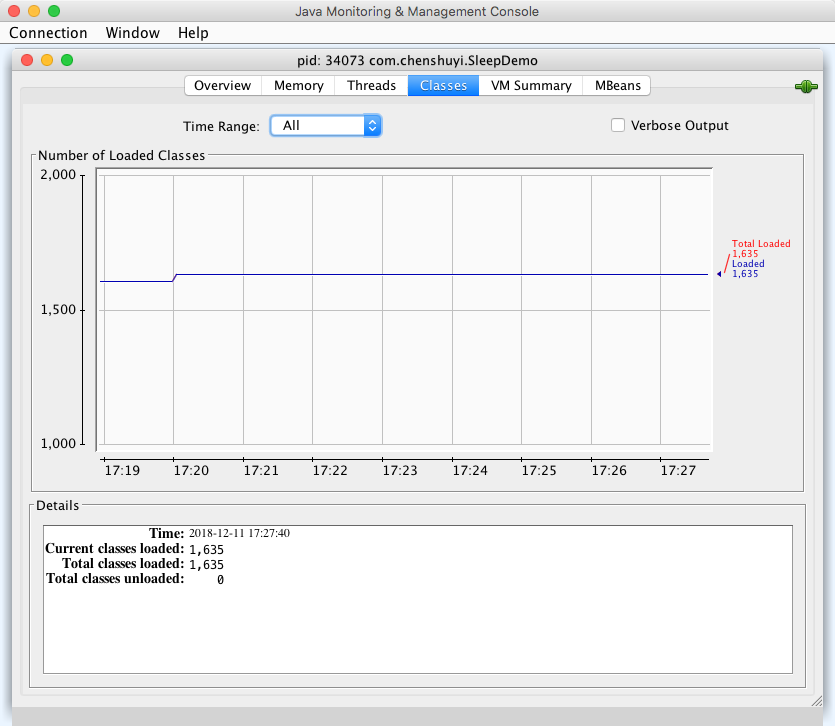 Java Monitoring & Management Console
Connection Window Help
pid: 34073 com.chenshuyi.SleepDemo
Overview Memory Threads Classes VM Summary MBeans
Time Range: All Verbose Output
Number of Loaded Classes
2,000
1,500
1,000
Total Loaded
1,635
Loaded
1,635
17:19 17:20 17:21 17:22 17:23 17:24 17:25 17:26 17:27
Details
Time: 2018-12-11 17:27:40
Current classes loaded: 1,635
Total classes loaded: 1,635
Total classes unloaded: 0